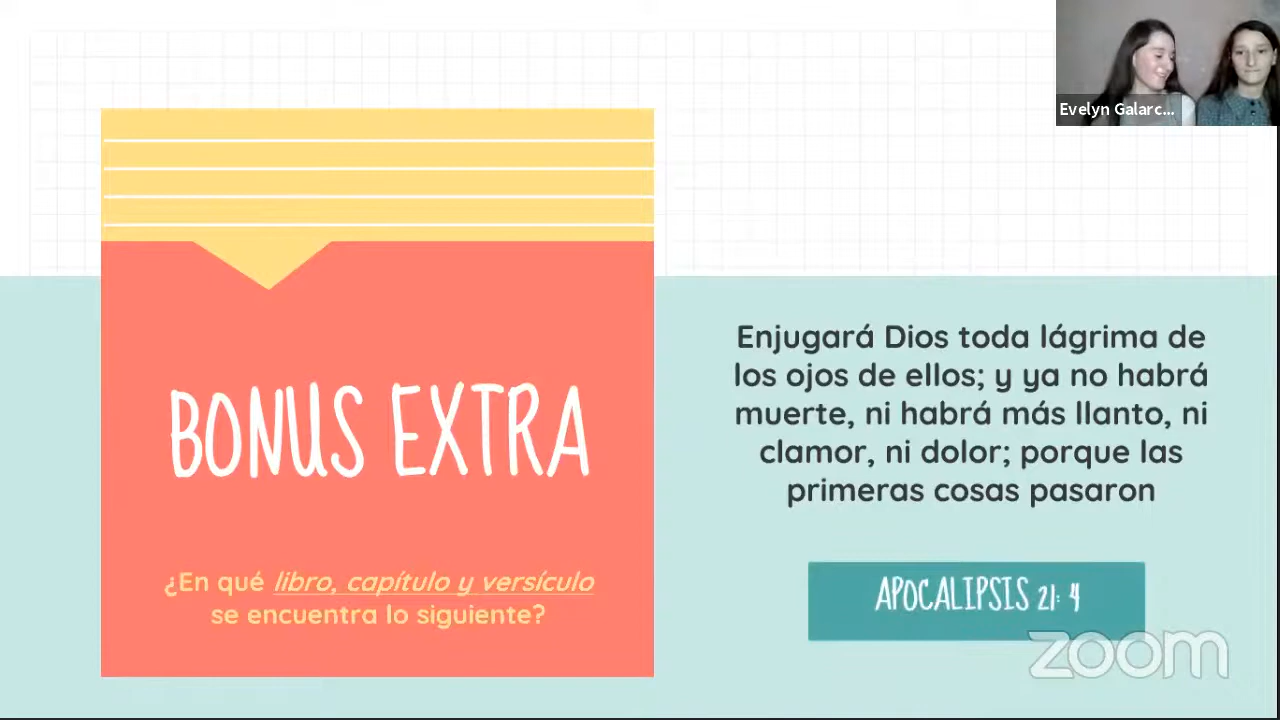 Evelyn Galarc...
BONUS EXTRA
¿En qué libro, capítulo y versículo
se encuentra lo siguiente?
Enjugará Dios toda lágrima de
los ojos de ellos; y ya no habrá
muerte, ni habrá más llanto, ni
clamor, ni dolor; porque las
primeras cosas pasaron
APOCALIPSIS 21: 4
zoom